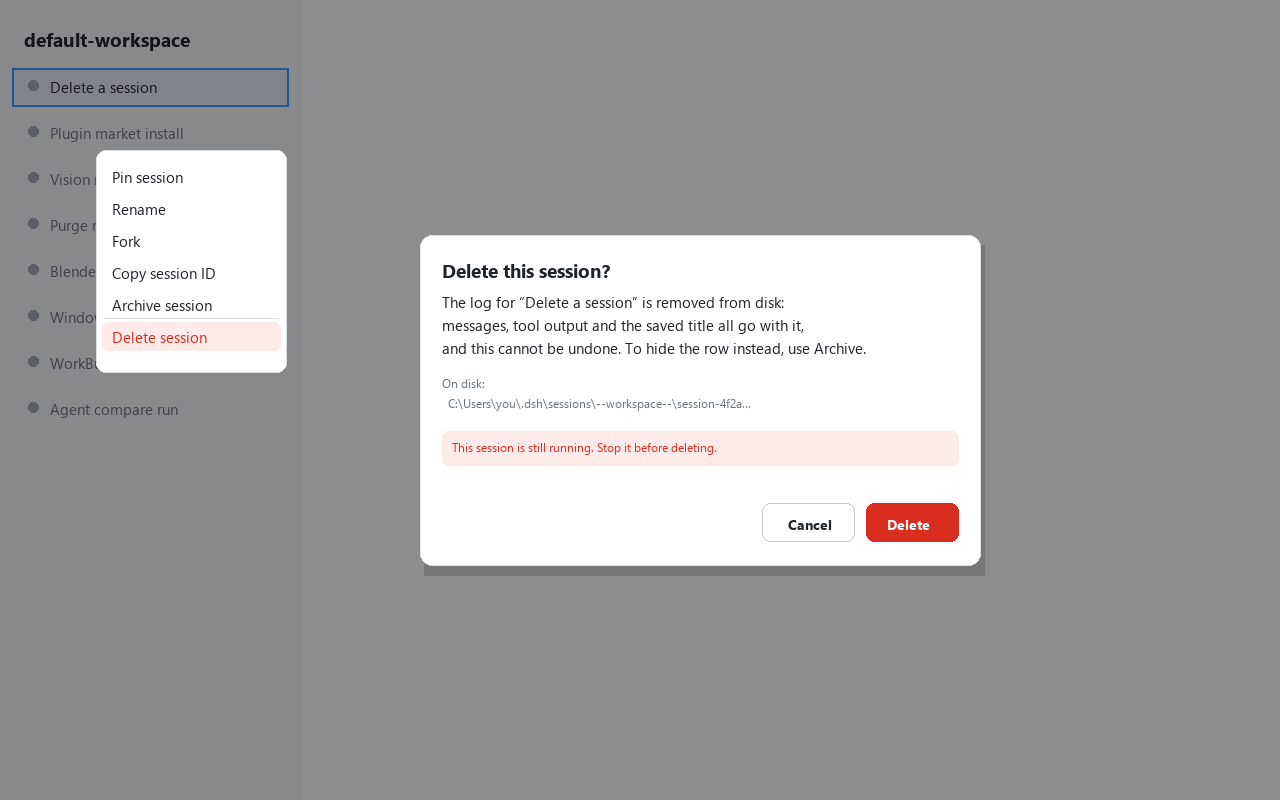 default-workspace
Delete a session
Plugin market install
Vision
Purge
Blende
Window
WorkBu
Agent compare run
Pin session
Rename
Fork
Copy session ID
Archive session
Delete session
Delete this session?
The log for “Delete a session” is removed from disk:
messages, tool output and the saved title all go with it,
and this cannot be undone. To hide the row instead, use Archive.
On disk:
C:\Users\you\.dsh\sessions\--workspace--\session-4f2a...
This session is still running. Stop it before deleting.
Cancel
Delete